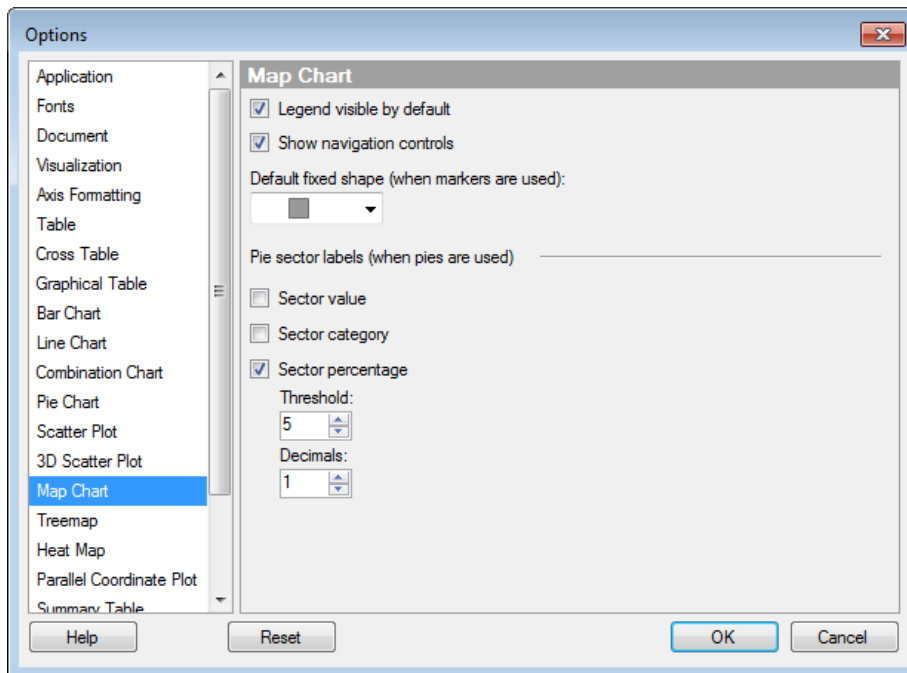 Options
Application
Fonts
Document
Visualization
Axis Formatting
Table
Cross Table
Graphical Table
Bar Chart
Line Chart
Combination Chart
Pie Chart
Scatter Plot
3D Scatter Plot
Map Chart
Treemap
Heat Map
Parallel Coordinate Plot
Summary Table
Map Chart
Legend visible by default
Show navigation controls
Default fixed shape (when markers are used):
Pie sector labels (when pies are used)
Sector value
Sector category
Sector percentage
Threshold:
5
Decimals:
1
Help
Reset
OK
Cancel